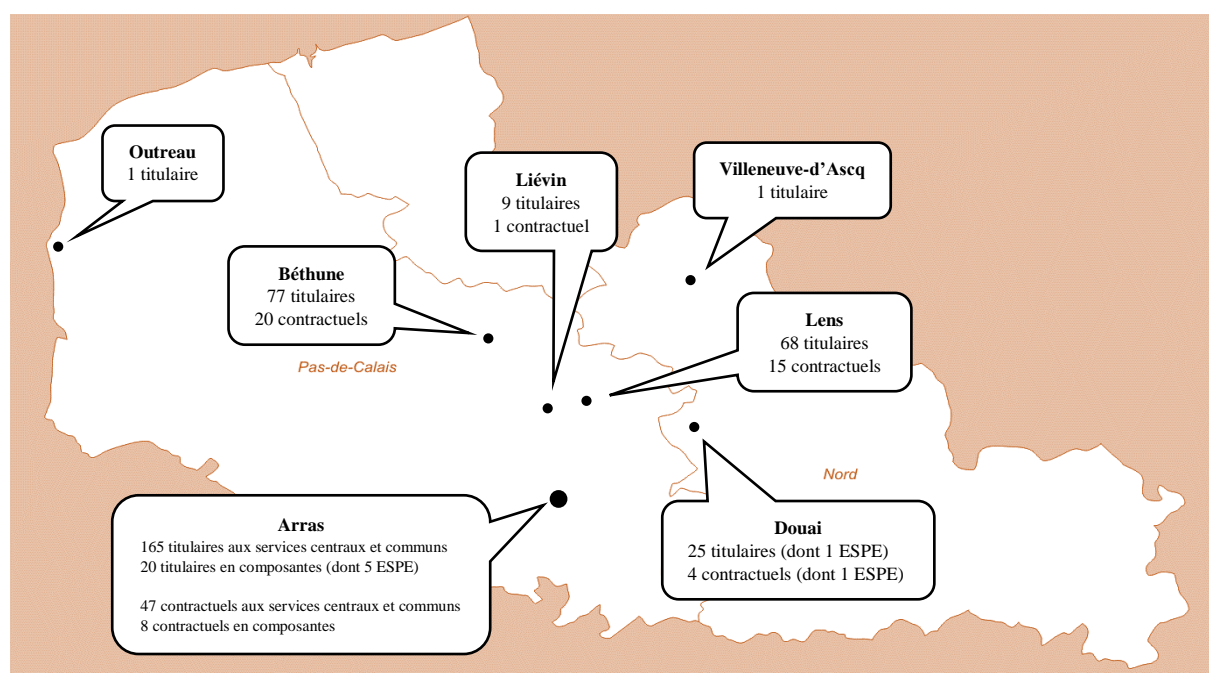 Outreau
1 titulaire
Liévin
9 titulaires
1 contractuel
Villeneuve-d'Ascq
1 titulaire
Béthune
77 titulaires
20 contractuels
Lens
68 titulaires
15 contractuels
Pas-de-Calais
Nord
Arras
165 titulaires aux services centraux et communs
20 titulaires en composantes (dont 5 ESPE)
47 contractuels aux services centraux et communs
8 contractuels en composantes
Douai
25 titulaires (dont 1 ESPE)
4 contractuels (dont 1 ESPE)